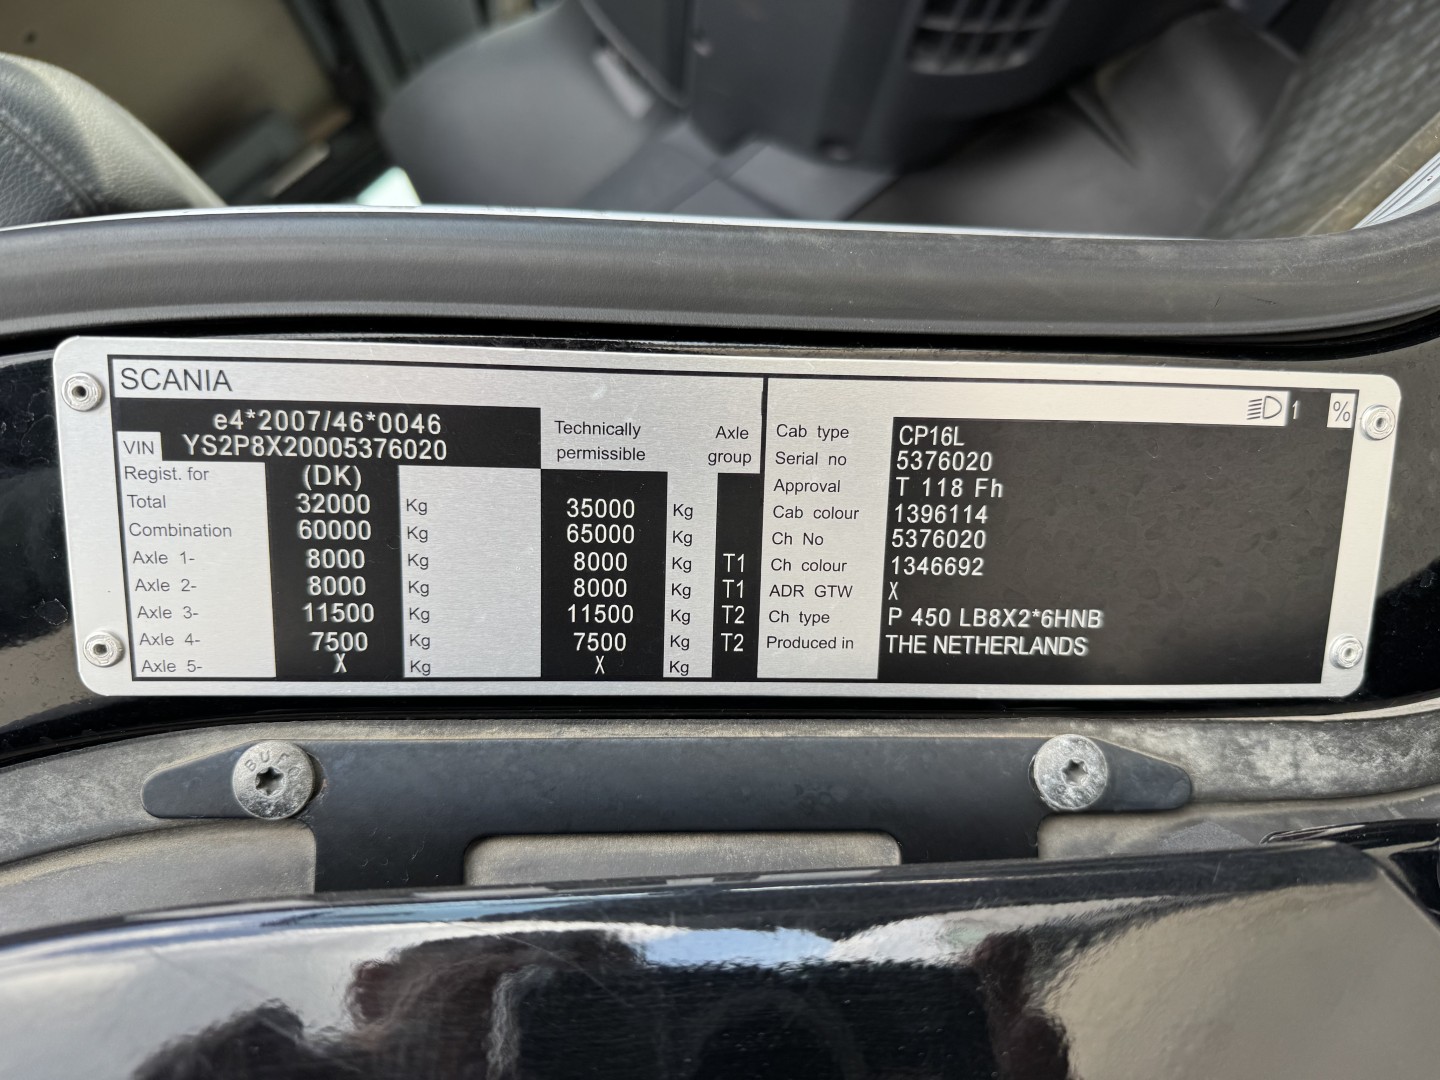 SCANIA
e4*2007/46*0046
VIN YS2P8X20005376020
Technically permissible
Axle group
Regist. for (DK)
Total 32000 Kg 35000 Kg
Combination 60000 Kg 65000 Kg
Axle 1- 8000 Kg 8000 Kg T1
Axle 2- 8000 Kg 8000 Kg T1
Axle 3- 11500 Kg 11500 Kg T2
Axle 4- 7500 Kg 7500 Kg T2
Axle 5- X Kg X Kg
1 %
Cab type CP16L
Serial no 5376020
Approval T 118 Fh
Cab colour 1396114
Ch No 5376020
Ch colour 1346692
ADR GTW X
Ch type P 450 LB8X2*6HNB
Produced in THE NETHERLANDS